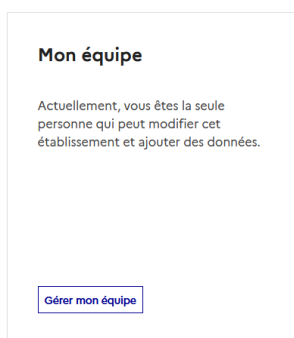 Mon équipe
Actuellement, vous êtes la seule
personne qui peut modifier cet
établissement et ajouter des données.
Gérer mon équipe